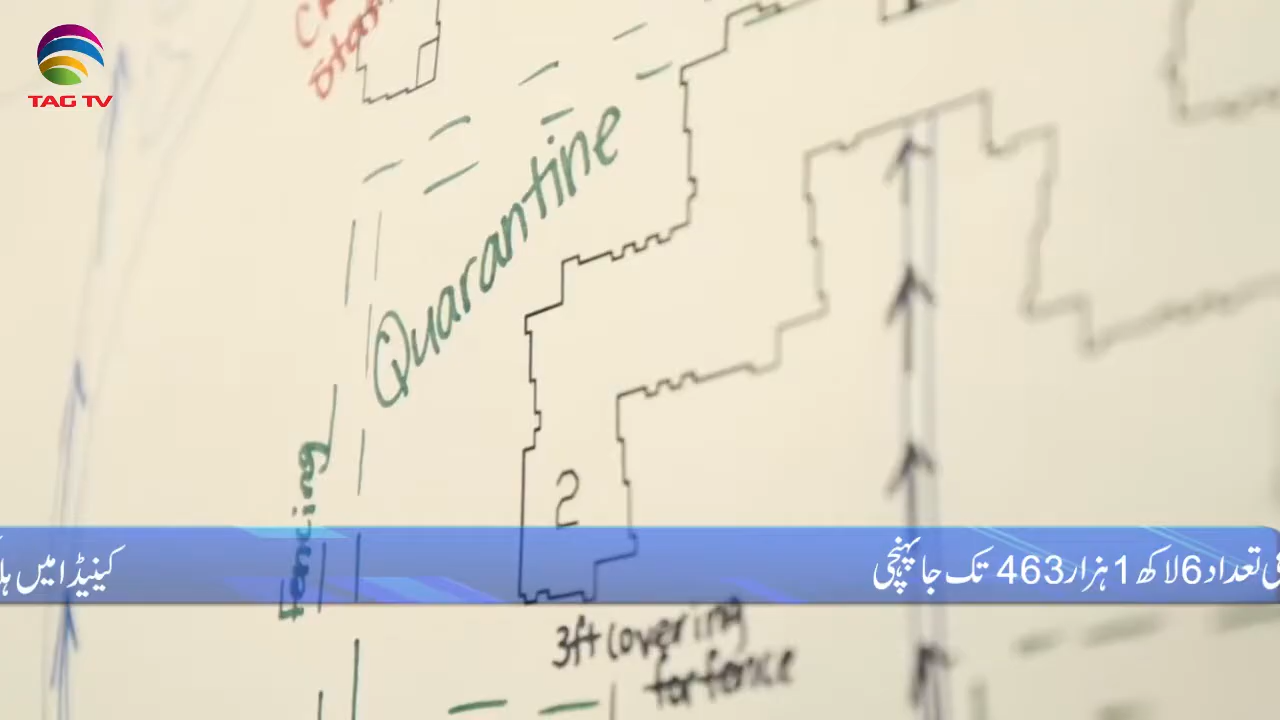 TAG TV
Quarantine
fencing
2
تعداد 6 لاکھ 1 ہزار 463 تک جا پہنچی
کینیڈا میں
3ft covering
for fence